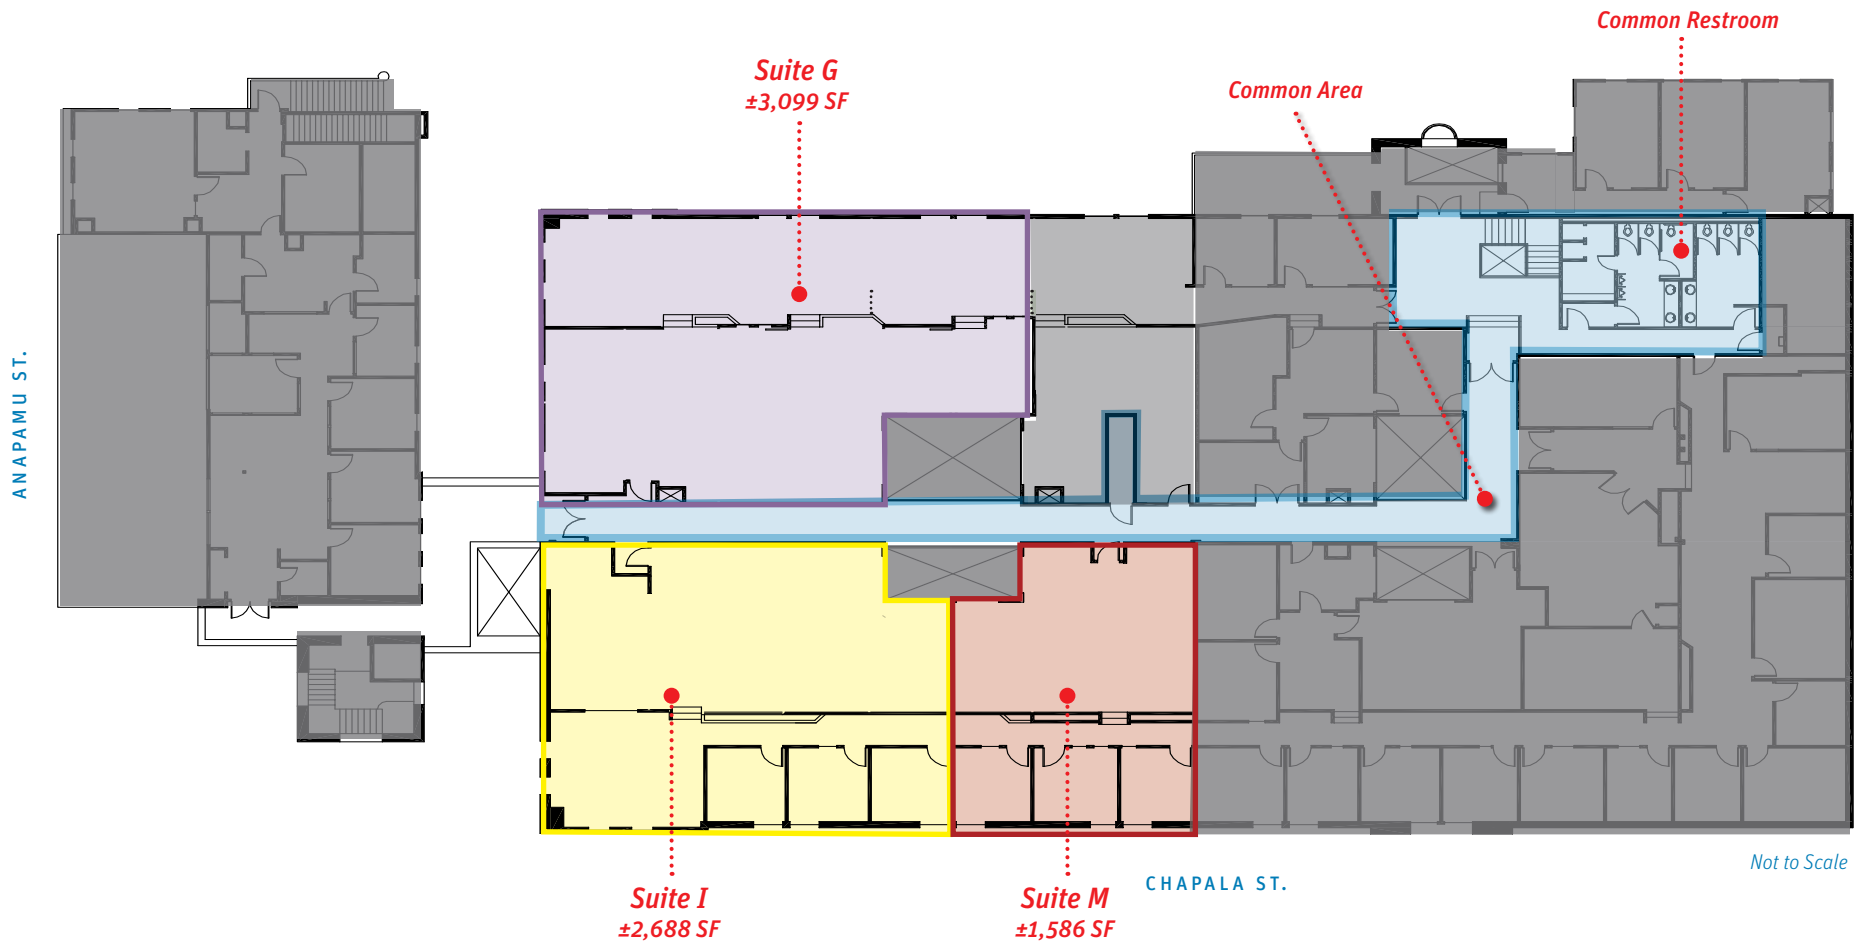 Common Restroom
Suite G
±3,099 SF
Common Area
ANAPAMU ST.
Not to Scale
CHAPALA ST.
Suite I
±2,688 SF
Suite M
±1,586 SF